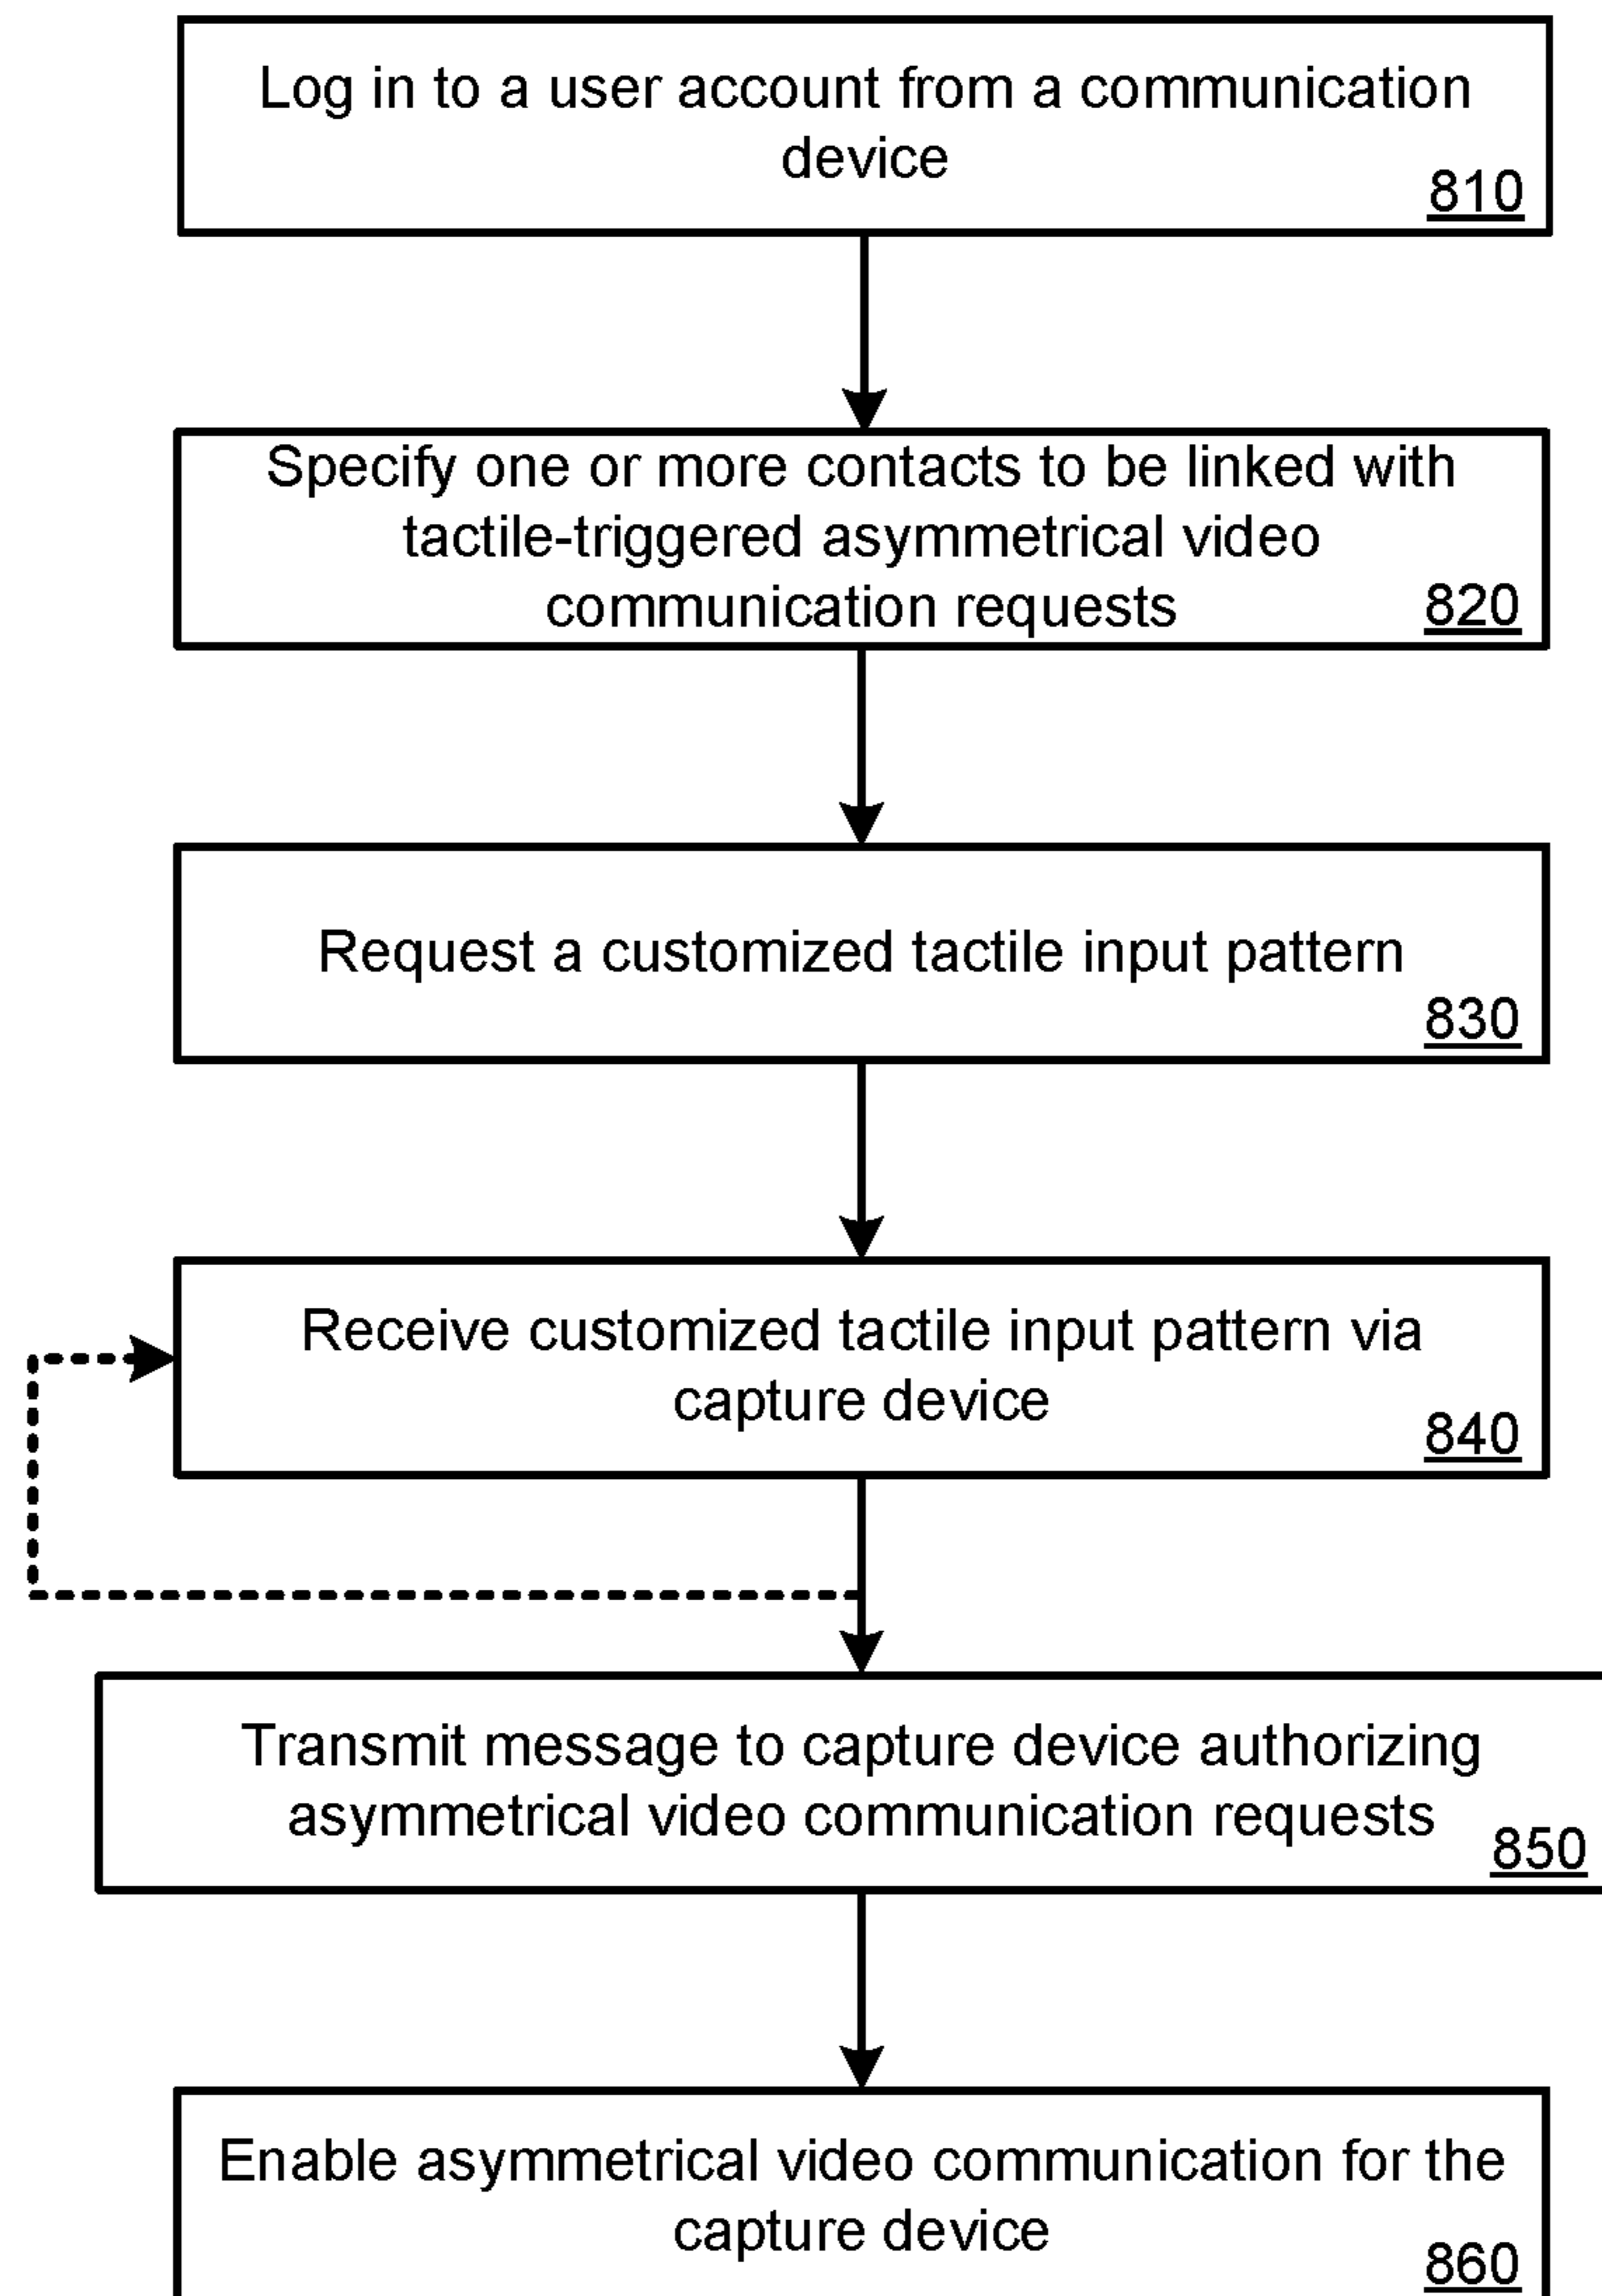 Log in to a user account from a communication
device
810
Specify one or more contacts to be linked with
tactile-triggered asymmetrical video
communication requests
820
Request a customized tactile input pattern
830
Receive customized tactile input pattern via
capture device
840
Transmit message to capture device authorizing
asymmetrical video communication requests
850
Enable asymmetrical video communication for the
capture device
860